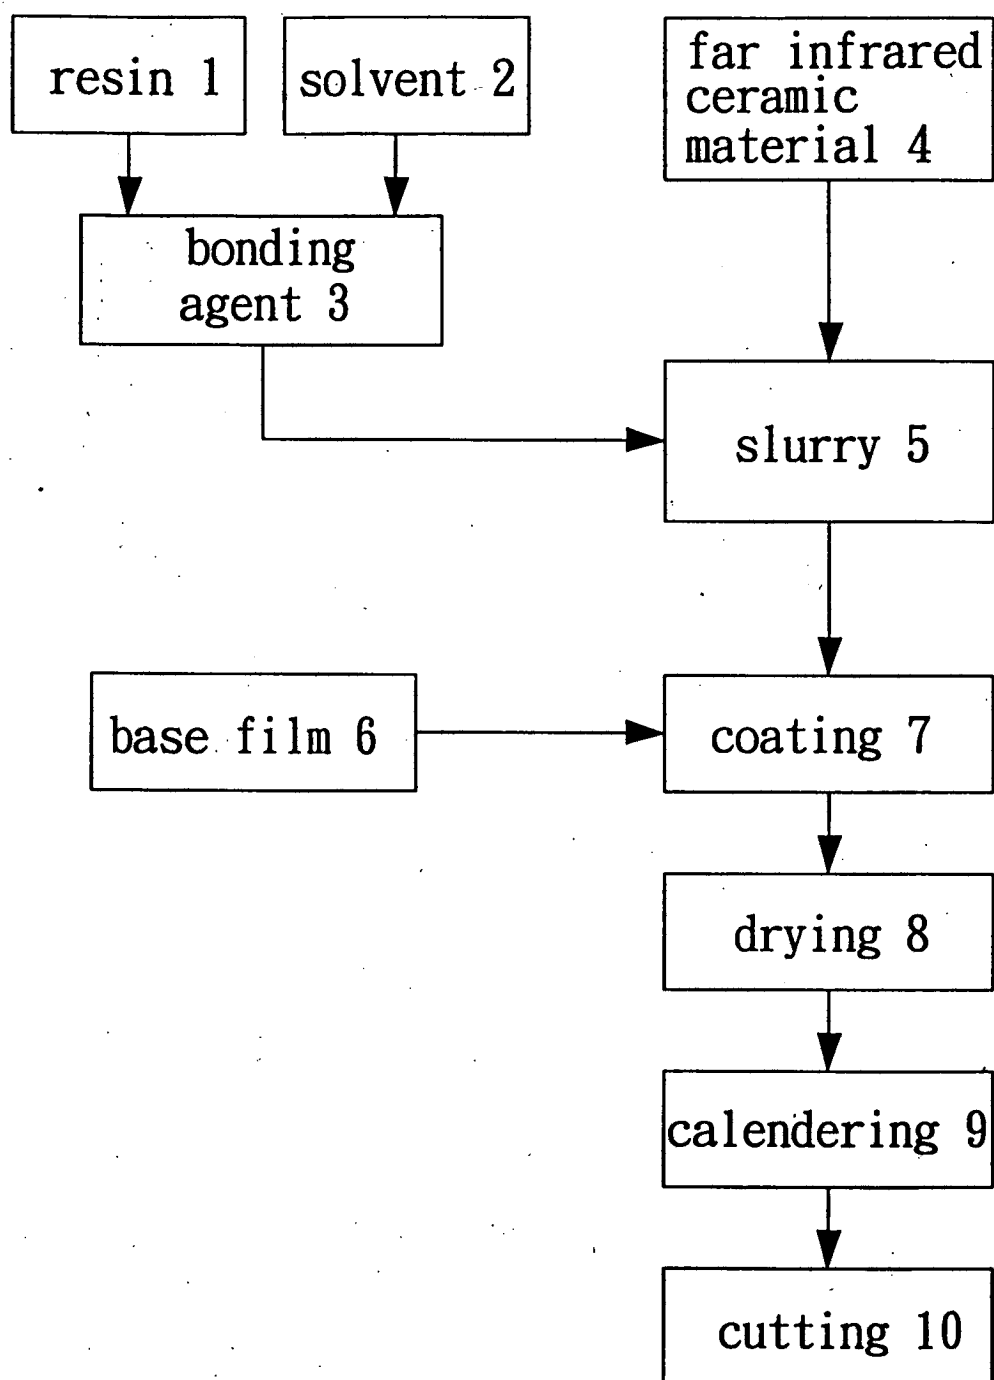 resin 1
solvent 2
far infrared
ceramic
material 4
bonding
agent 3
slurry 5
base film 6
coating 7
drying 8
calendering 9
cutting 10